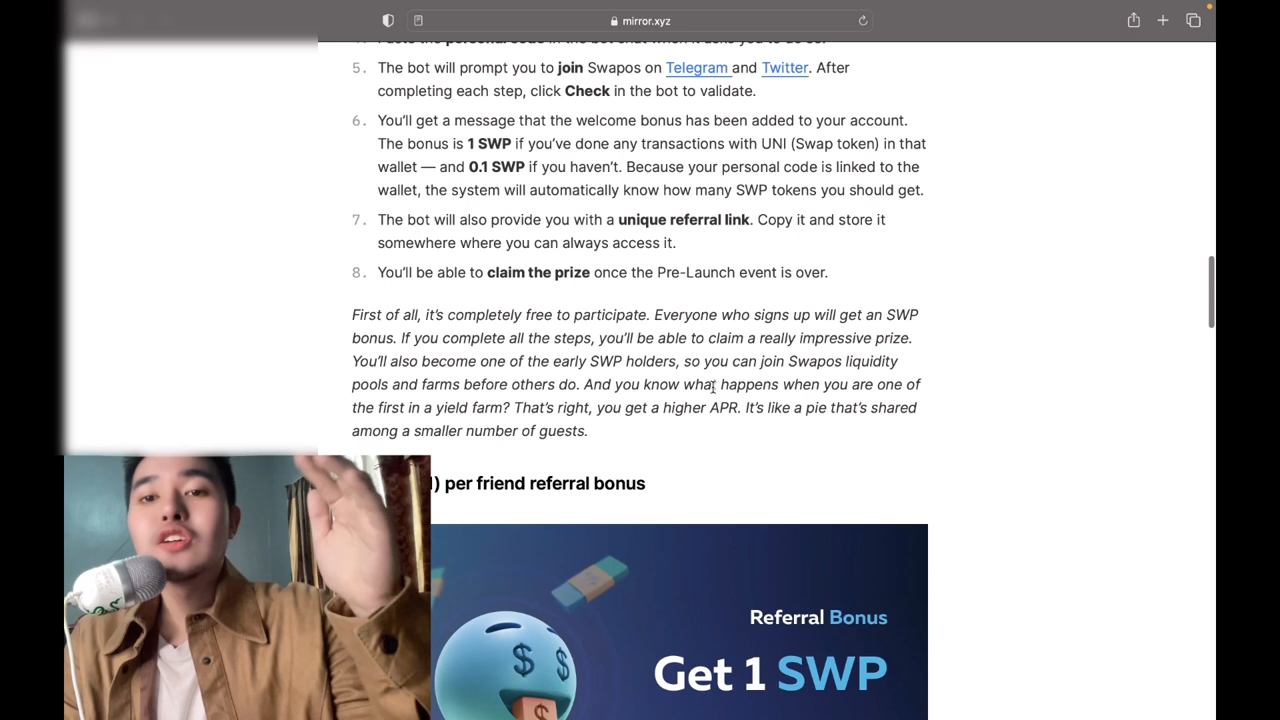 mirror.xyz
5. The bot will prompt you to join Swapos on Telegram and Twitter. After
completing each step, click Check in the bot to validate.
6. You’ll get a message that the welcome bonus has been added to your account.
The bonus is 1 SWP if you’ve done any transactions with UNI (Swap token) in that
wallet — and 0.1 SWP if you haven’t. Because your personal code is linked to the
wallet, the system will automatically know how many SWP tokens you should get.
7. The bot will also provide you with a unique referral link. Copy it and store it
somewhere where you can always access it.
8. You’ll be able to claim the prize once the Pre-Launch event is over.
First of all, it’s completely free to participate. Everyone who signs up will get an SWP
bonus. If you complete all the steps, you’ll be able to claim a really impressive prize.
You’ll also become one of the early SWP holders, so you can join Swapos liquidity
pools and farms before others do. And you know what happens when you are one of
the first in a yield farm? That’s right, you get a higher APR. It’s like a pie that’s shared
among a smaller number of guests.
) per friend referral bonus
Referral Bonus
Get 1 SWP